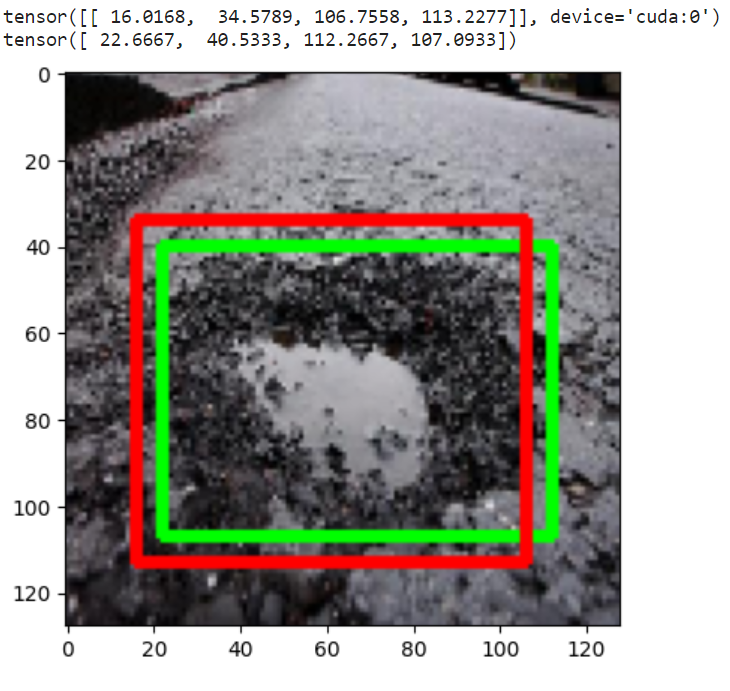 tensor([[ 16.0168,  34.5789, 106.7558, 113.2277]], device='cuda:0')
tensor([ 22.6667,  40.5333, 112.2667, 107.0933])
0
20
40
60
80
100
120
0 20 40 60 80 100 120